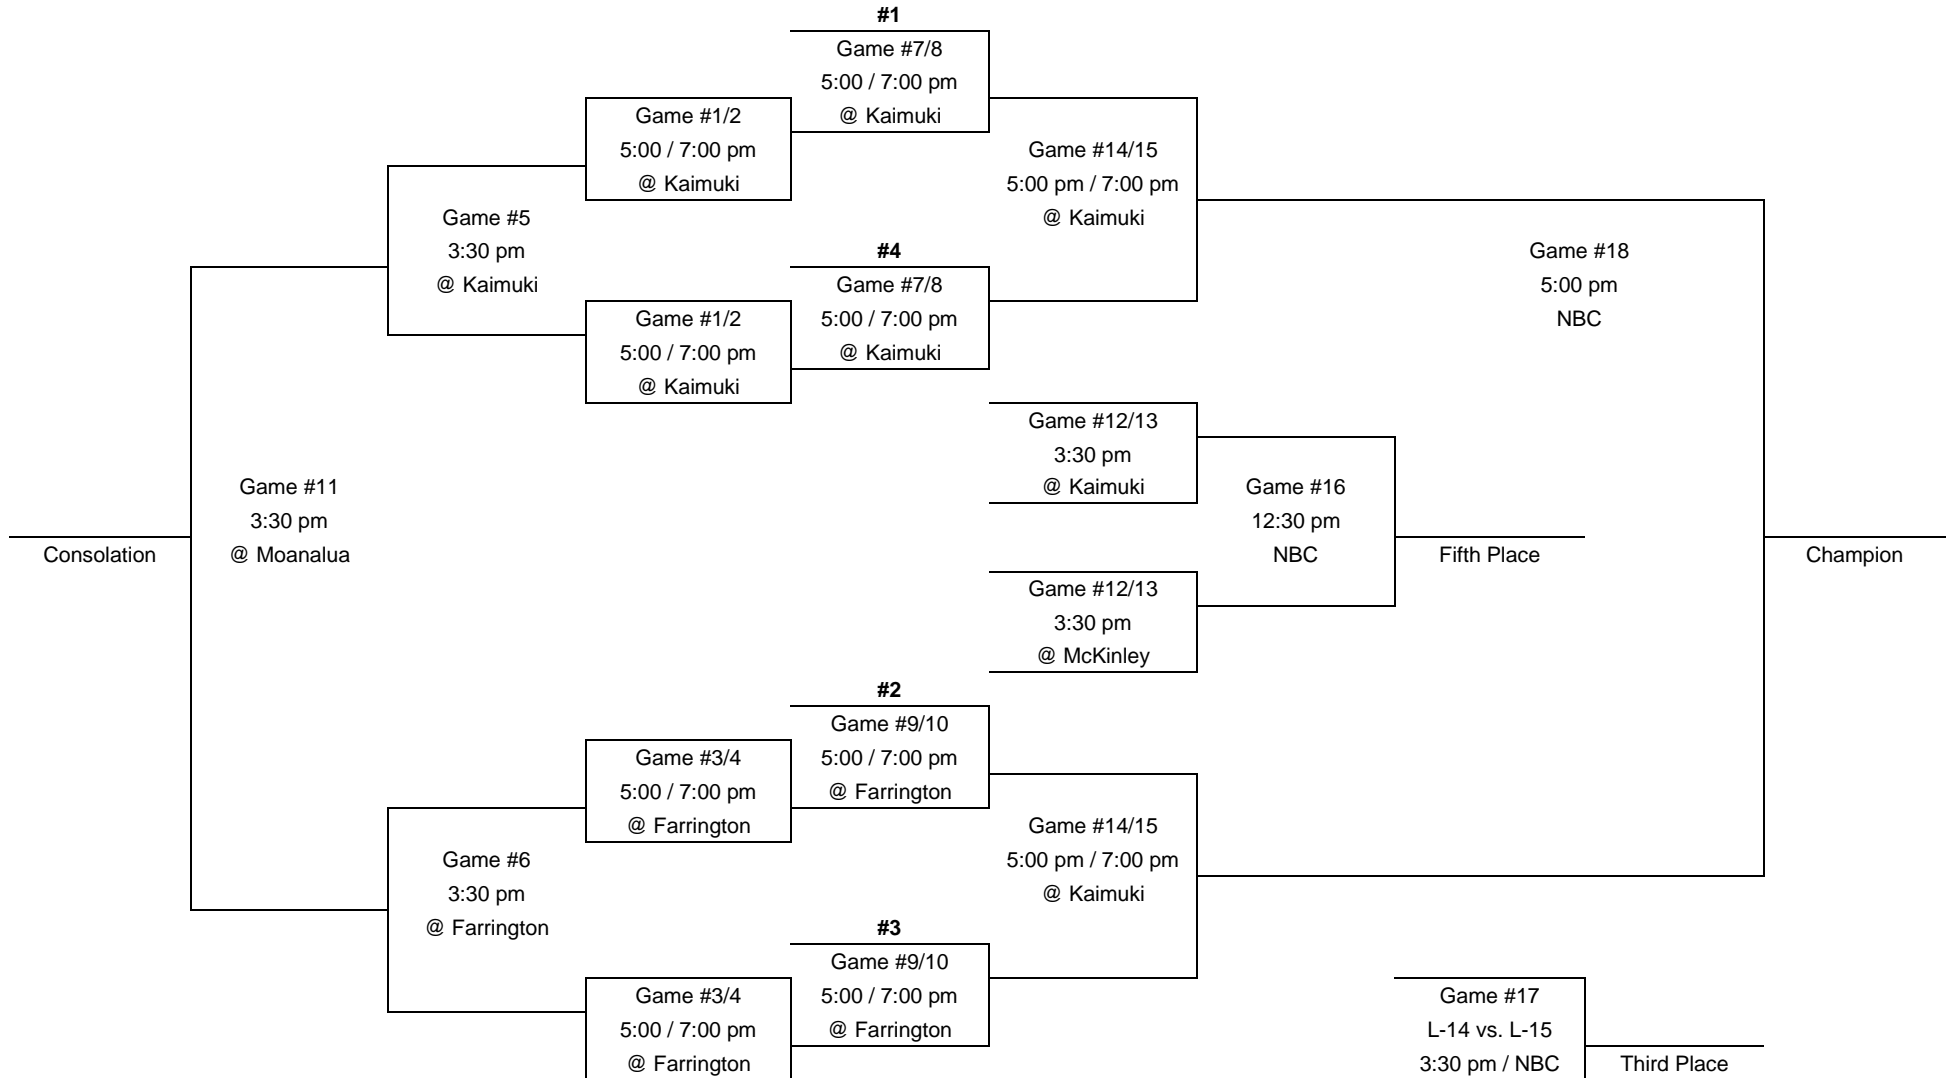 #1
Game #7/8
5:00 / 7:00 pm
@ Kaimuki
Game #1/2
5:00 / 7:00 pm
@ Kaimuki
Game #14/15
5:00 pm / 7:00 pm
@ Kaimuki
Game #5
3:30 pm
@ Kaimuki
#4
Game #7/8
5:00 / 7:00 pm
@ Kaimuki
Game #18
5:00 pm
NBC
Game #1/2
5:00 / 7:00 pm
@ Kaimuki
Game #12/13
3:30 pm
@ Kaimuki
Game #11
3:30 pm
@ Moanalua
Consolation
Game #16
12:30 pm
NBC
Fifth Place
Champion
Game #12/13
3:30 pm
@ McKinley
#2
Game #9/10
5:00 / 7:00 pm
@ Farrington
Game #3/4
5:00 / 7:00 pm
@ Farrington
Game #14/15
5:00 pm / 7:00 pm
@ Kaimuki
Game #6
3:30 pm
@ Farrington
#3
Game #9/10
5:00 / 7:00 pm
@ Farrington
Game #3/4
5:00 / 7:00 pm
@ Farrington
Game #17
L-14 vs. L-15
3:30 pm / NBC
Third Place